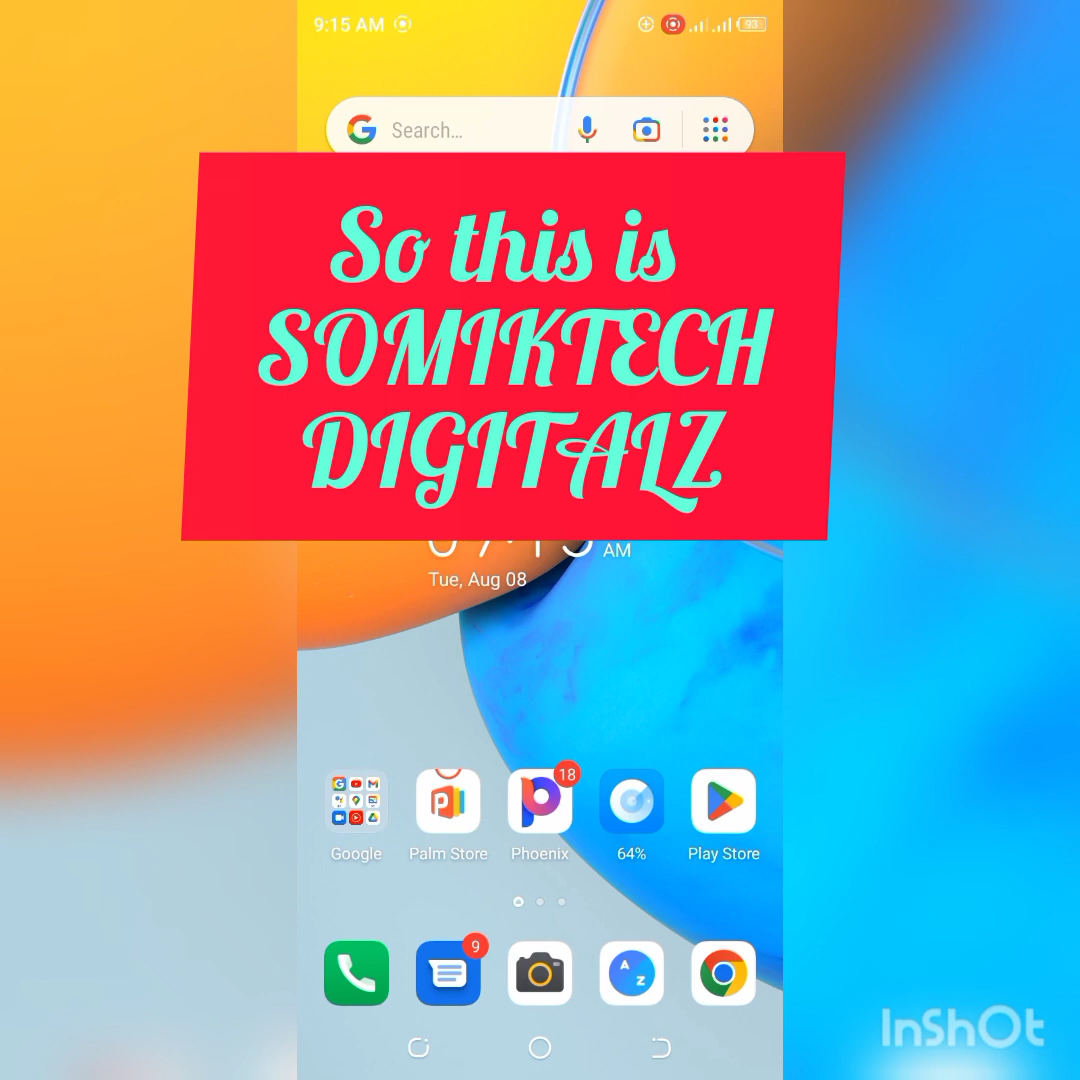 9:15 AM
93
Search...
So this is
SOMIKTECH
DIGITALZ
AM
Tue, Aug 08
18
Google Palm Store Phoenix 64% Play Store
9
A
Z
InShOt